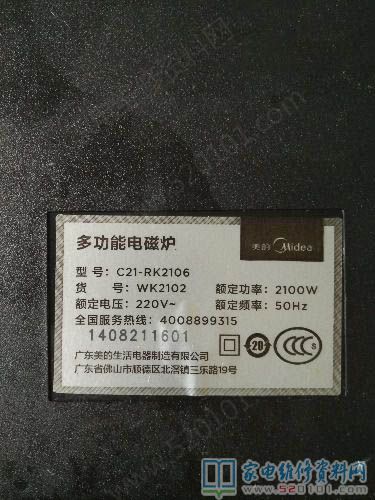 美的 Midea
多功能电磁炉
型 号：C21-RK2106
货 号：WK2102 额定功率：2100W
额定电压：220V~ 额定频率：50Hz
全国服务热线：4008899315
1408211601
20
CCC S
广东美的生活电器制造有限公司
广东省佛山市顺德区北滘镇三乐路19号
家电维修资料网
www.520101.com